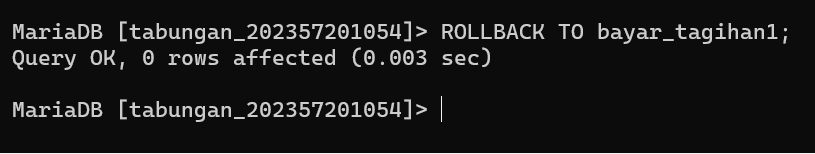 MariaDB [tabungan_202357201054]> ROLLBACK TO bayar_tagihan1;
Query OK, 0 rows affected (0.003 sec)
MariaDB [tabungan_202357201054]>